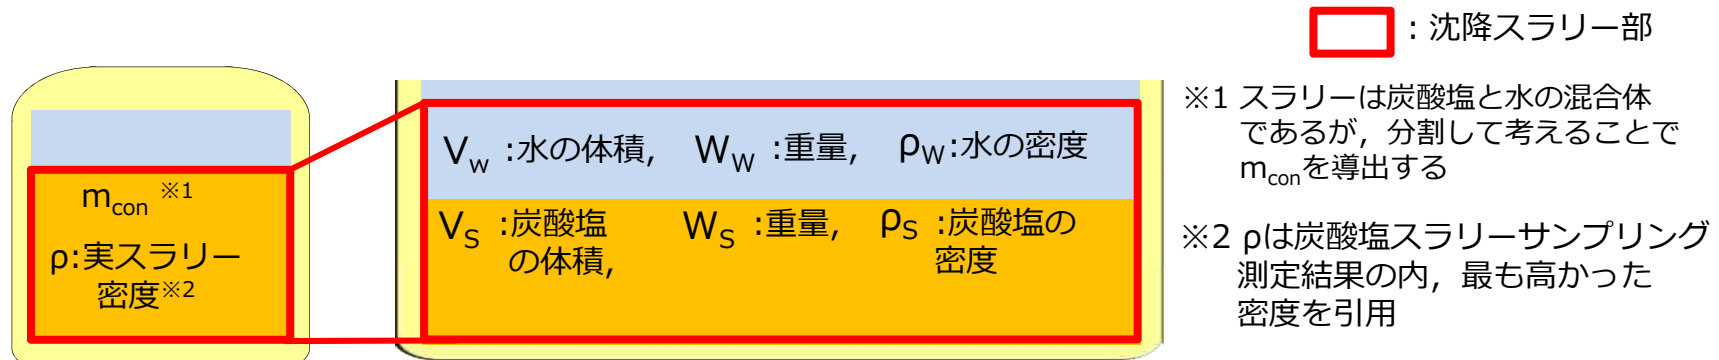 ：沈降スラリー部
※1 スラリーは炭酸塩と水の混合体
であるが，分割して考えることで
m_conを導出する
※2 ρは炭酸塩スラリーサンプリング
測定結果の内，最も高かった
密度を引用
m_con ※1
ρ:実スラリー
密度※2
V_w :水の体積, W_W :重量, ρ_W:水の密度
V_S :炭酸塩の体積, W_S :重量, ρ_S :炭酸塩の密度